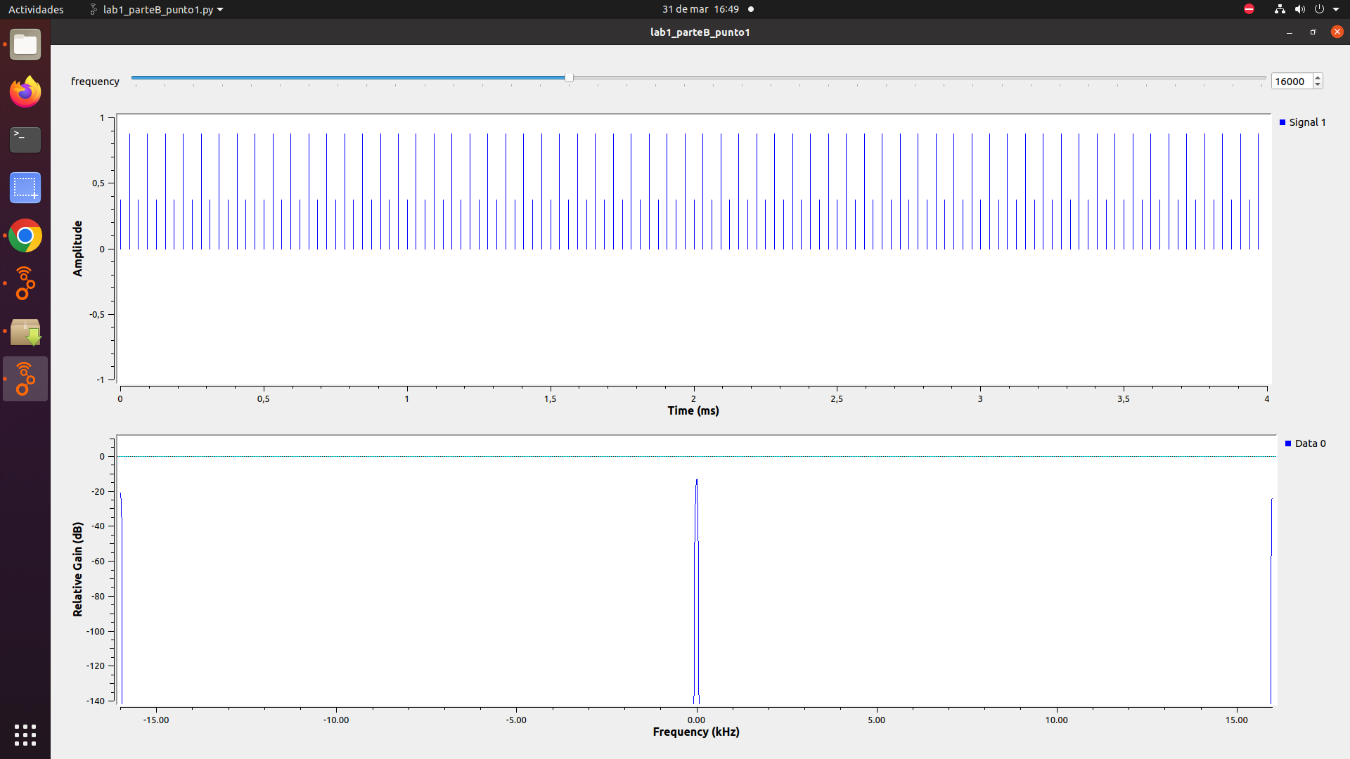 Actividades lab1_parteB_punto1.py 31 de mar 16:49
lab1_parteB_punto1
frequency 16000
Signal 1
1
0,5
0
-0,5
-1
Amplitude
0 0,5 1 1,5 2 2,5 3 3,5 4
Time (ms)
Data 0
0
-20
-40
-60
-80
-100
-120
-140
Relative Gain (dB)
-15.00 -10.00 -5.00 0.00 5.00 10.00 15.00
Frequency (kHz)